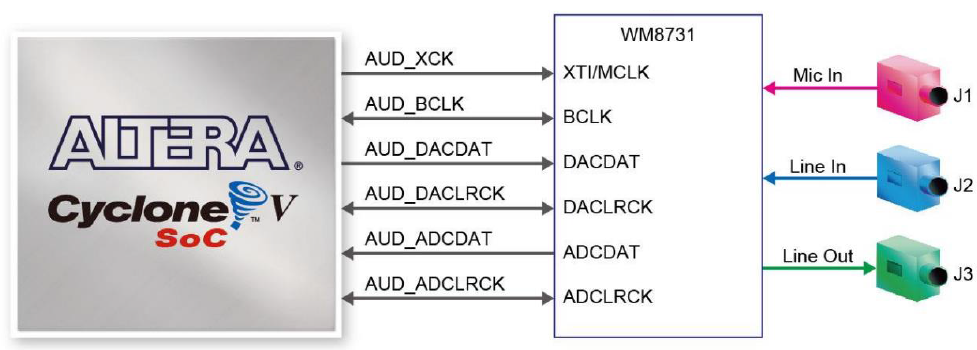 WM8731
AUD_XCK
XTI/MCLK
Mic In
J1
AUD_BCLK
BCLK
ALTERA®
AUD_DACDAT
DACDAT
Line In
J2
Cyclone™ V
SoC
AUD_DACLRCK
DACLRCK
AUD_ADCDAT
ADCDAT
Line Out
J3
AUD_ADCLRCK
ADCLRCK